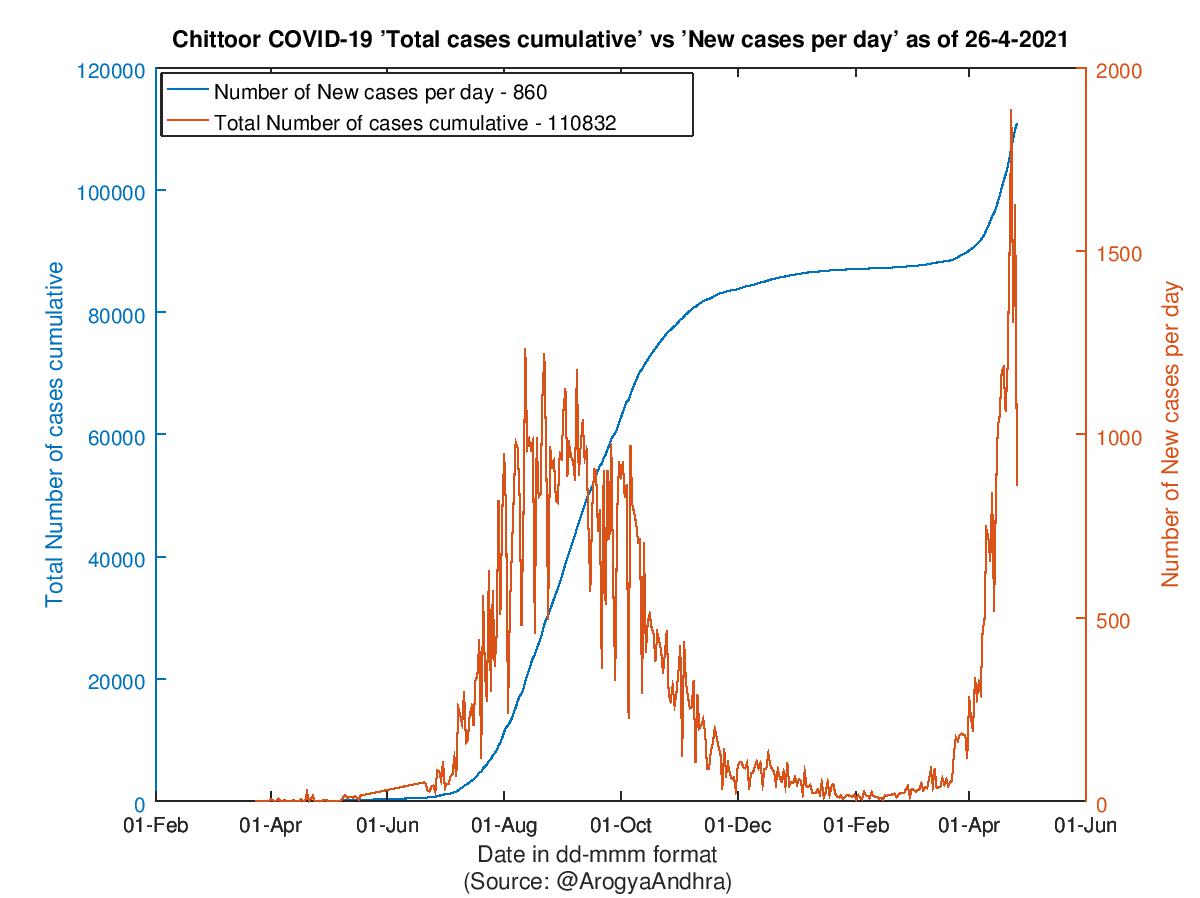 Chittoor COVID-19 'Total cases cumulative' vs 'New cases per day' as of 26-4-2021
120000
100000
80000
60000
40000
20000
0
Total Number of cases cumulative
Number of New cases per day - 860
Total Number of cases cumulative - 110832
2000
1500
1000
500
0
Number of New cases per day
01-Feb 01-Apr 01-Jun 01-Aug 01-Oct 01-Dec 01-Feb 01-Apr 01-Jun
Date in dd-mmm format
(Source: @ArogyaAndhra)